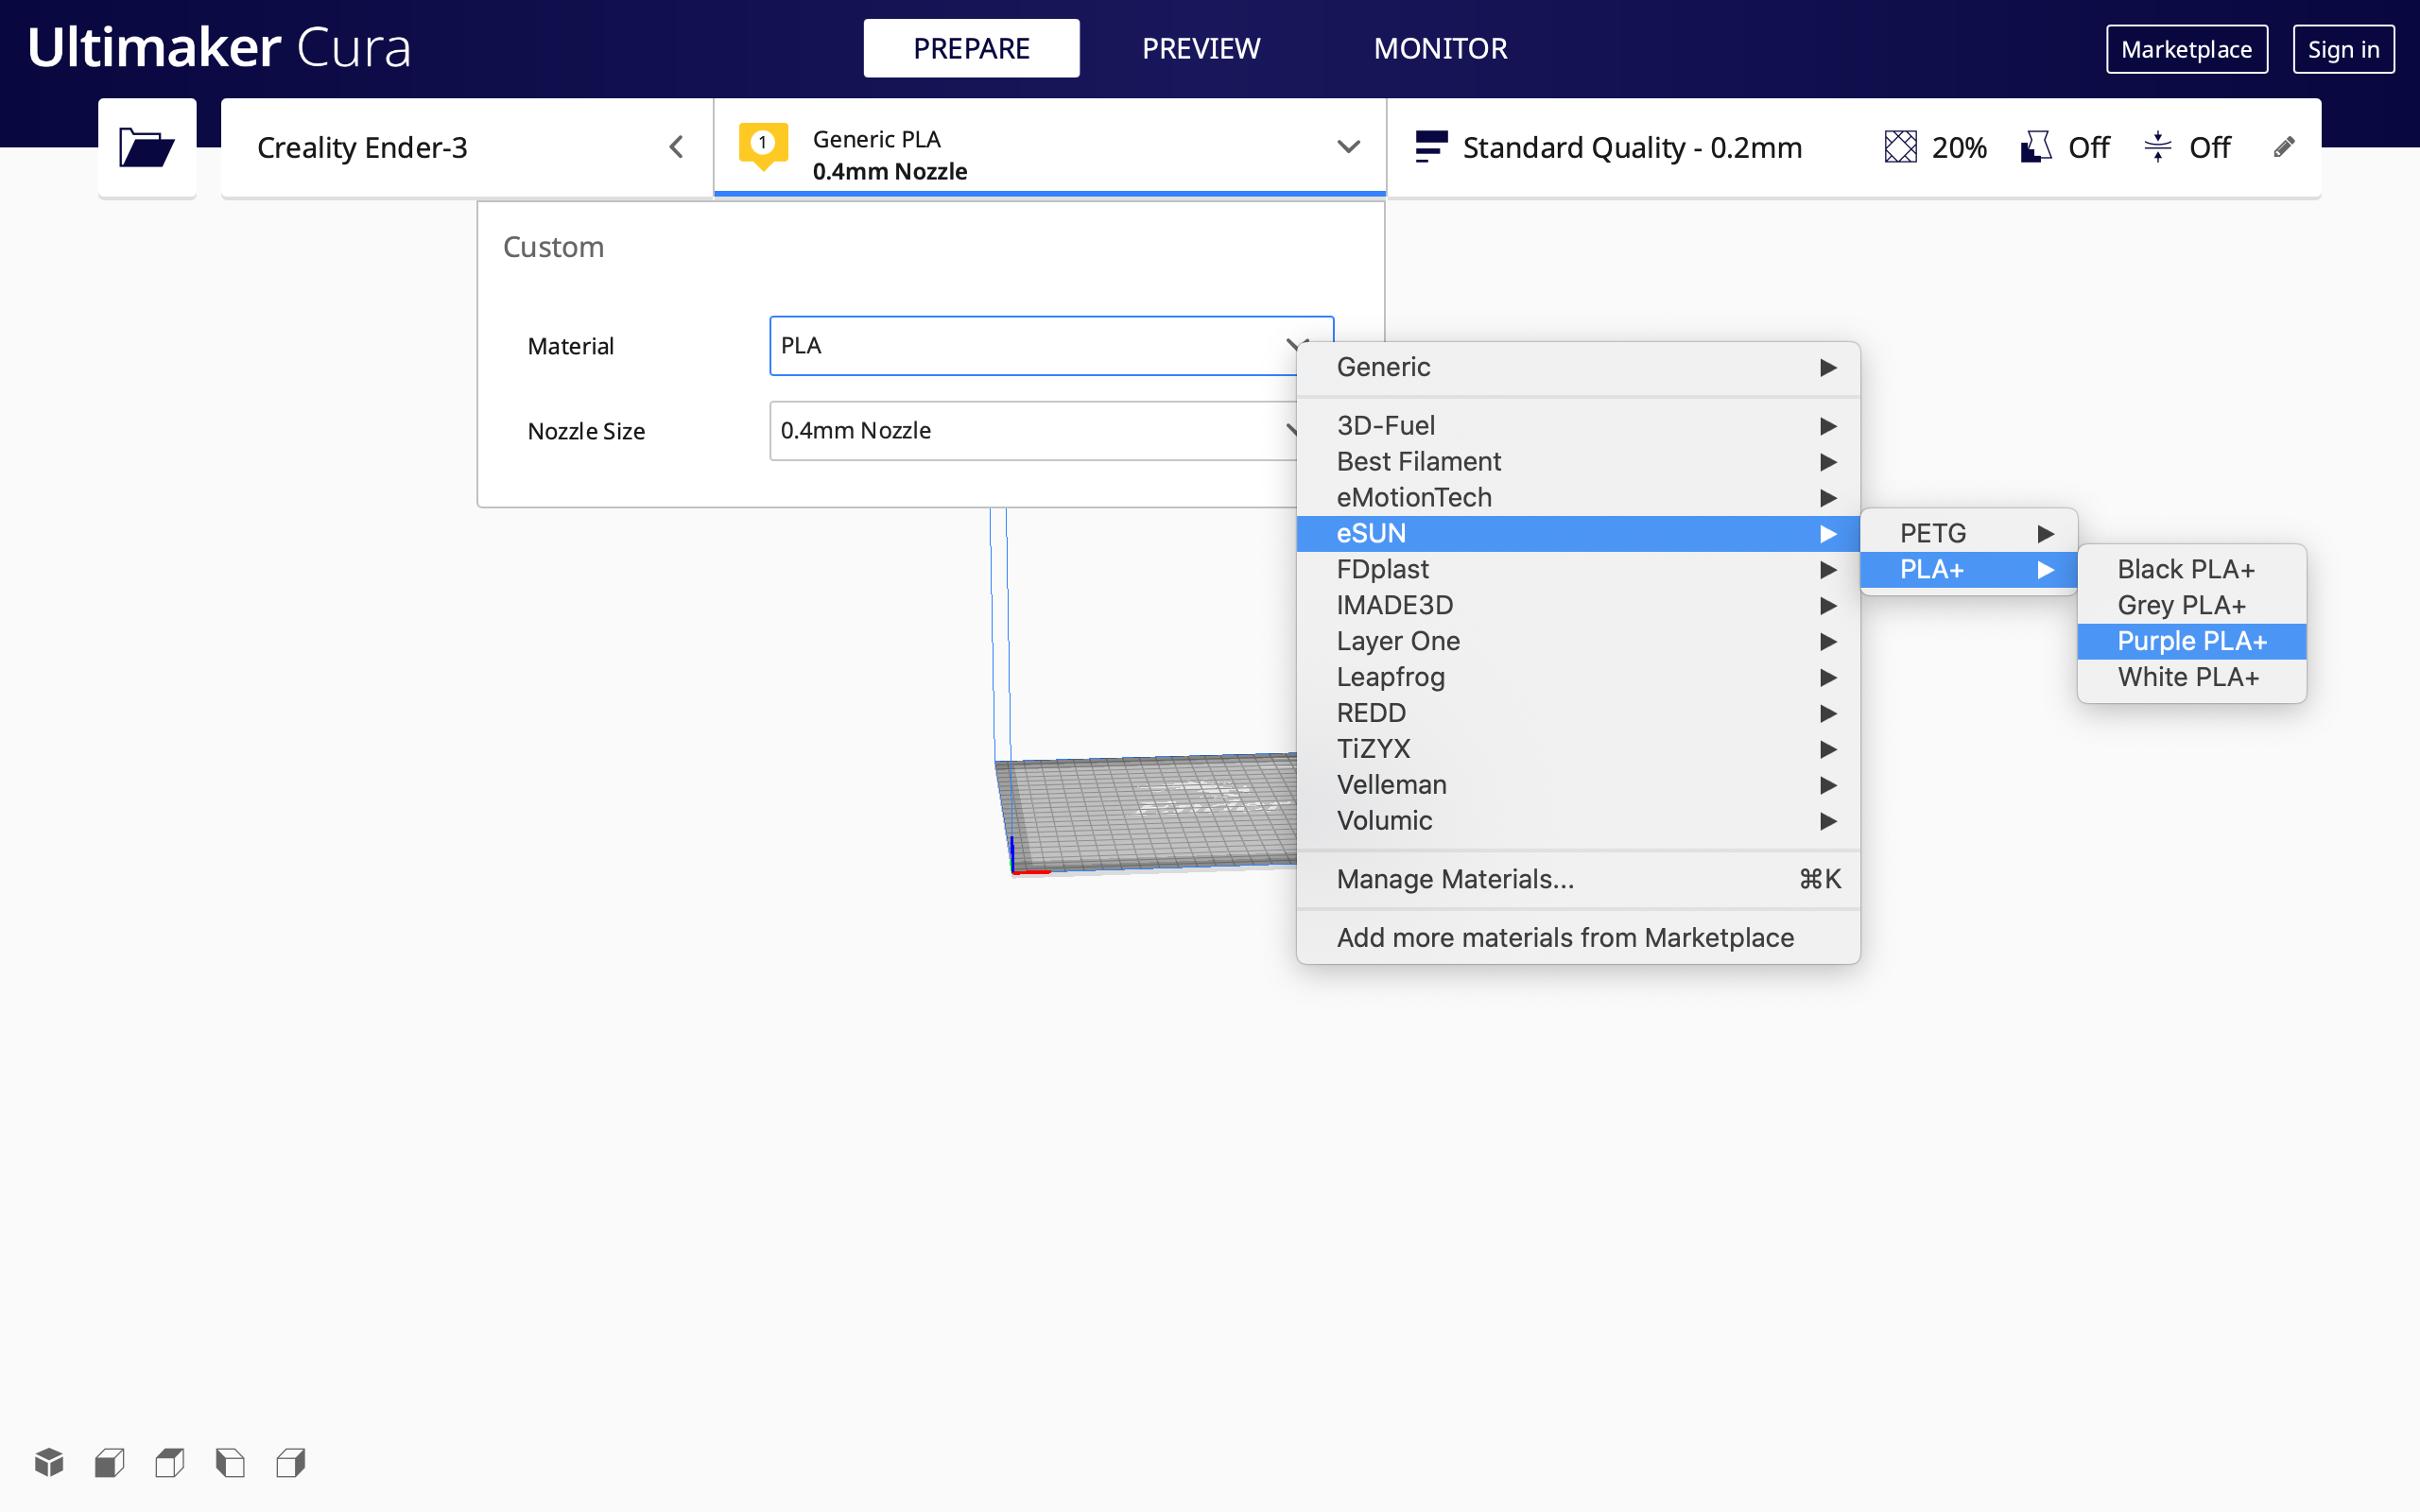 Ultimaker Cura
PREPARE
PREVIEW
MONITOR
Marketplace
Sign in
Creality Ender-3
1
Generic PLA
0.4mm Nozzle
Standard Quality - 0.2mm
20%
Off
Off
Custom
Material
PLA
Nozzle Size
0.4mm Nozzle
Generic
3D-Fuel
Best Filament
eMotionTech
eSUN
FDplast
IMADE3D
Layer One
Leapfrog
REDD
TiZYX
Velleman
Volumic
Manage Materials... ⌘K
Add more materials from Marketplace
PETG
PLA+
Black PLA+
Grey PLA+
Purple PLA+
White PLA+